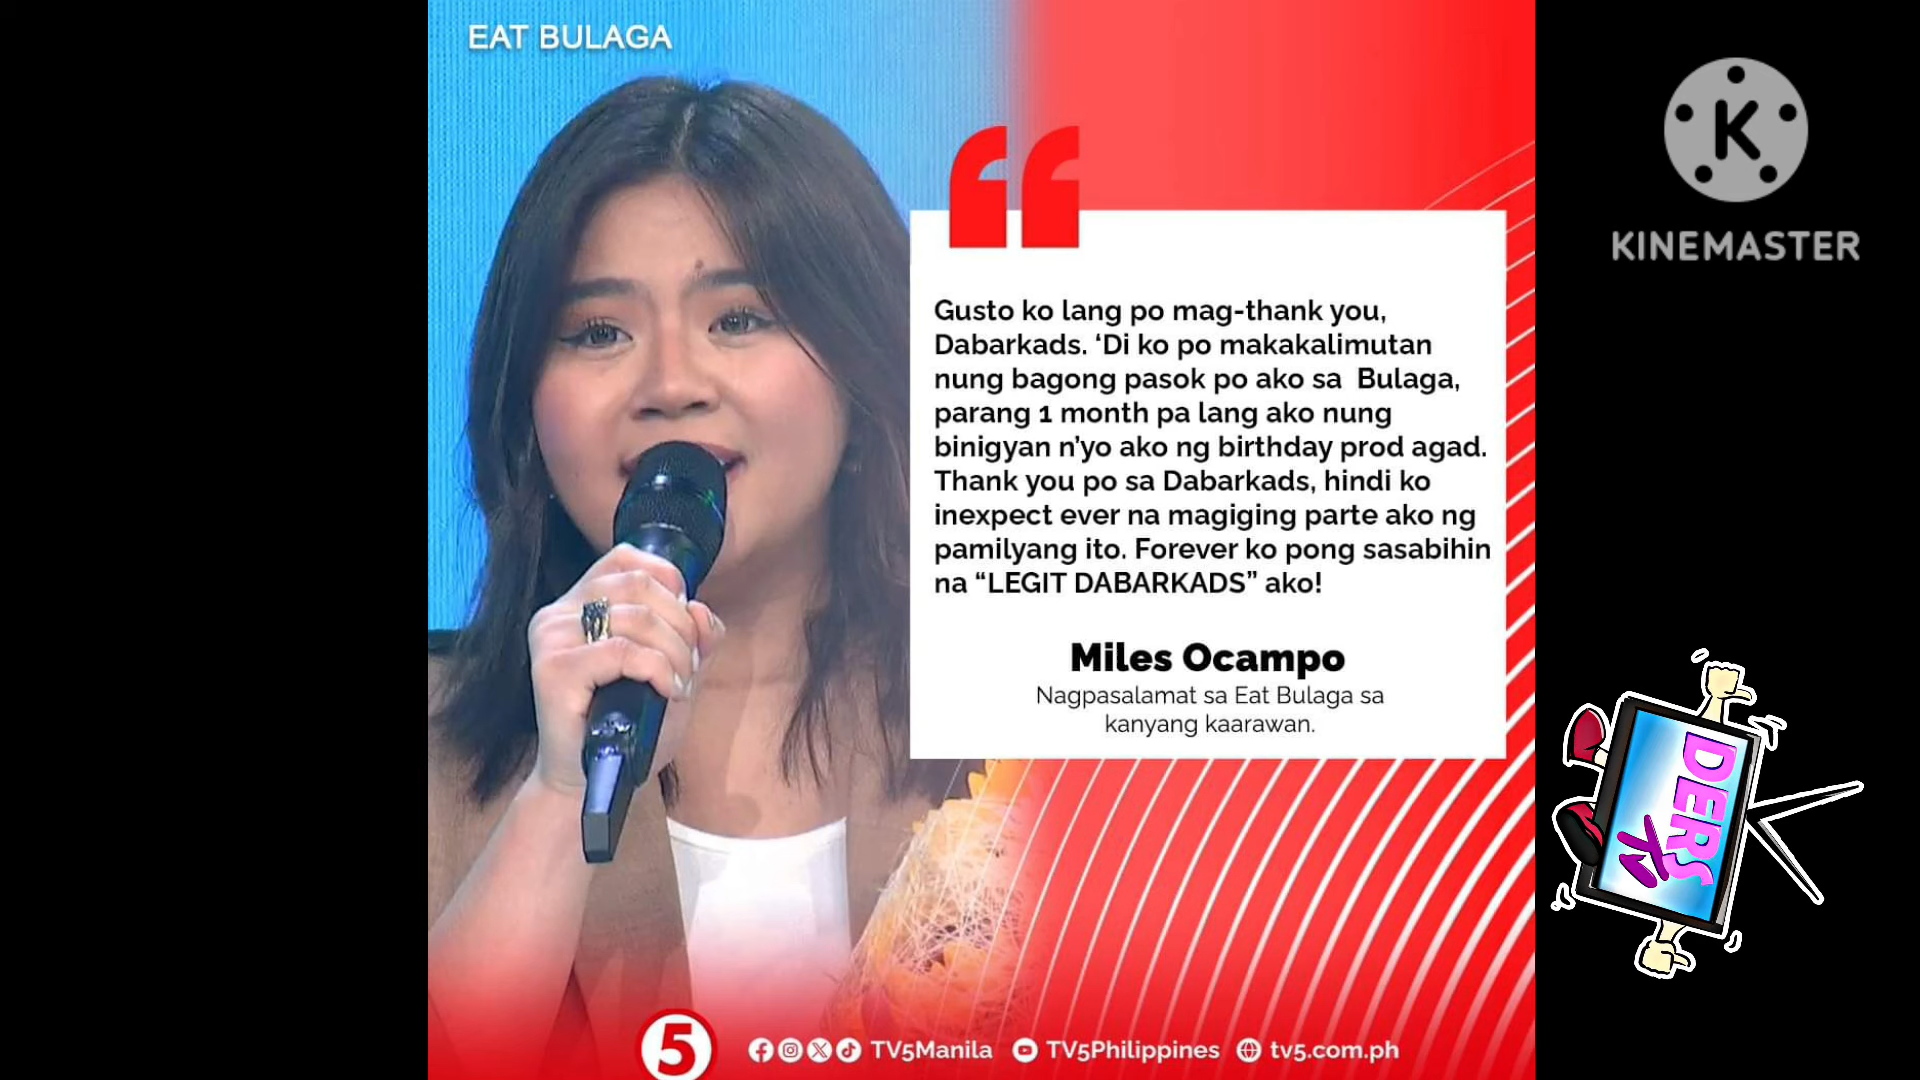 EAT BULAGA
Gusto ko lang po mag-thank you,
Dabarkads. ‘Di ko po makakalimutan
nung bagong pasok po ako sa  Bulaga,
parang 1 month pa lang ako nung
binigyan n’yo ako ng birthday prod agad.
Thank you po sa Dabarkads, hindi ko
inexpect ever na magiging parte ako ng
pamilyang ito. Forever ko pong sasabihin
na “LEGIT DABARKADS” ako!
Miles Ocampo
Nagpasalamat sa Eat Bulaga sa
kanyang kaarawan.
5 TV5Manila TV5Philippines tv5.com.ph
K
KINEMASTER
DERS
TV